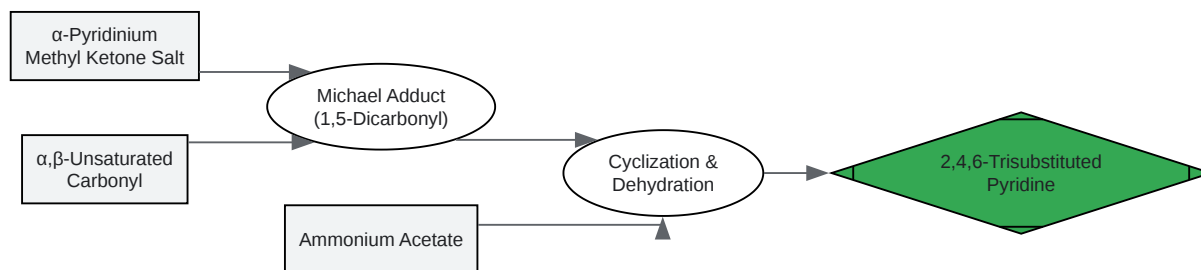 α-Pyridinium
Methyl Ketone Salt
α,β-Unsaturated
Carbonyl
Michael Adduct
(1,5-Dicarbonyl)
Cyclization &
Dehydration
Ammonium Acetate
2,4,6-Trisubstituted
Pyridine